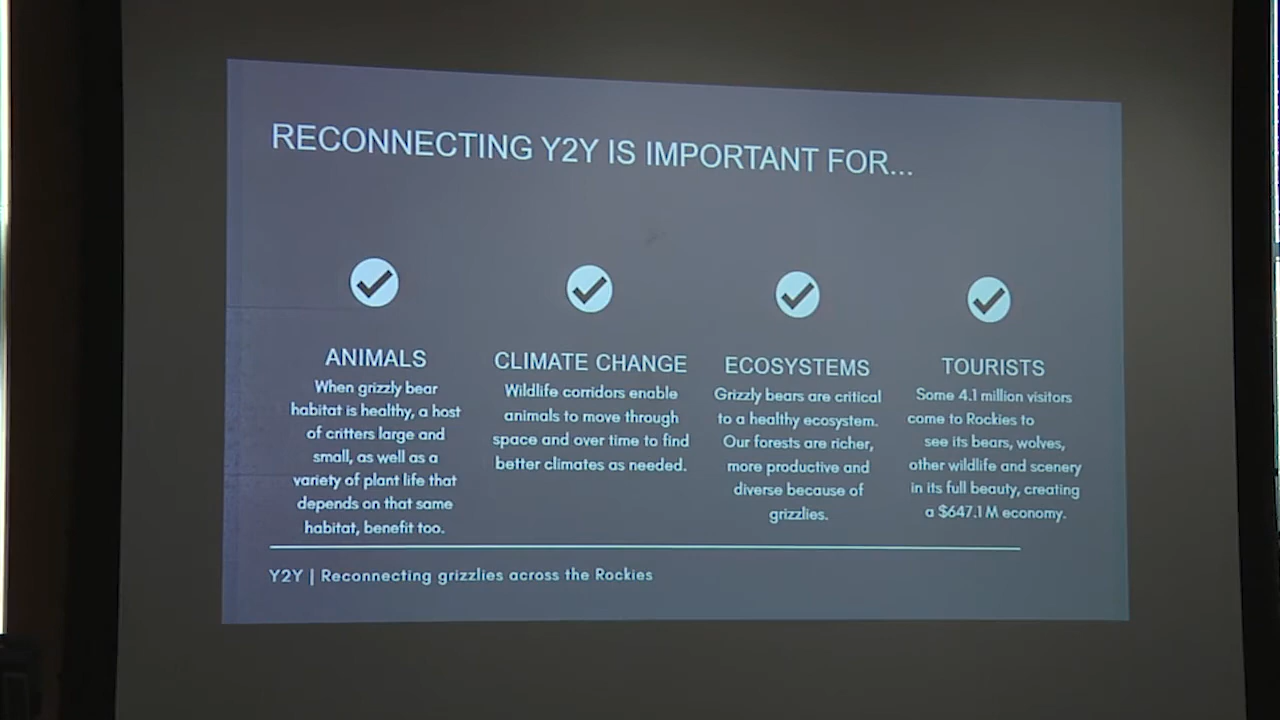 RECONNECTING Y2Y IS IMPORTANT FOR...
ANIMALS
When grizzly bear
habitat is healthy, a host
of critters large and
small, as well as a
variety of plant life that
depends on that same
habitat, benefit too.
CLIMATE CHANGE
Wildlife corridors enable
animals to move through
space and over time to find
better climates as needed.
ECOSYSTEMS
Grizzly bears are critical
to a healthy ecosystem.
Our forests are richer,
more productive and
diverse because of
grizzlies.
TOURISTS
Some 4.1 million visitors
come to Rockies to
see its bears, wolves,
other wildlife and scenery
in its full beauty, creating
a $647.1 M economy.
Y2Y | Reconnecting grizzlies across the Rockies